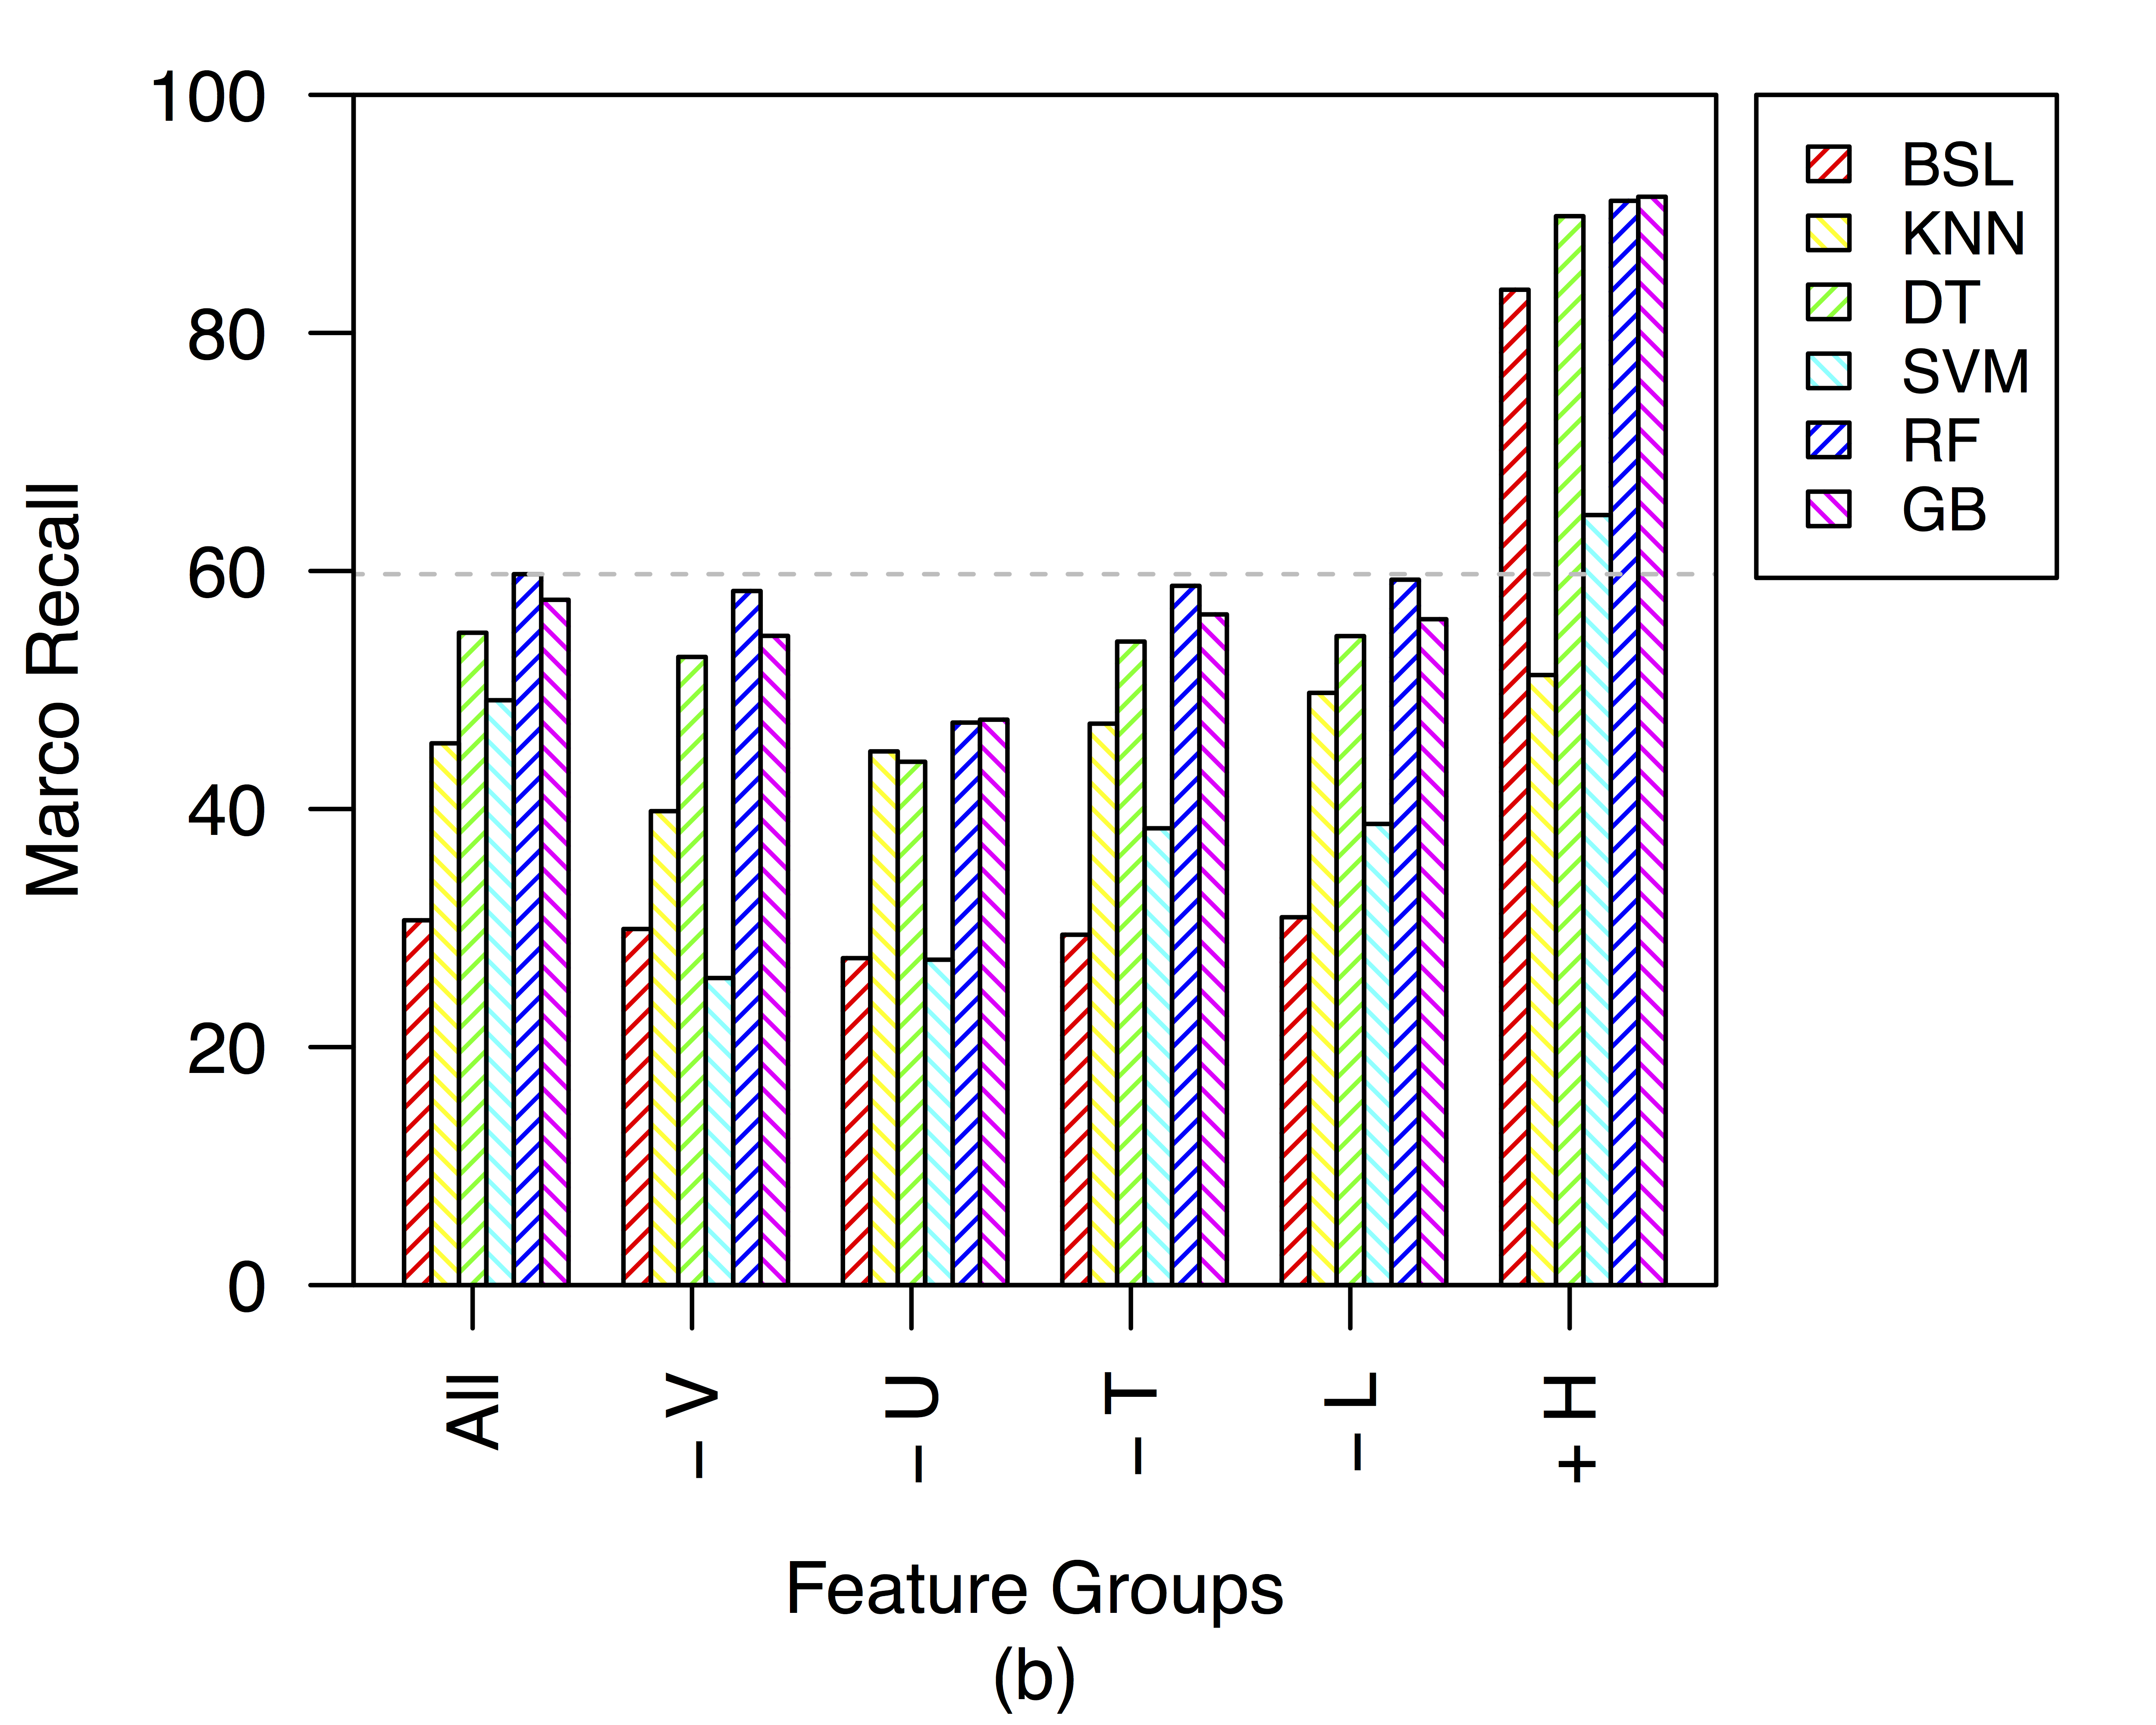 Marco Recall
100
80
60
40
20
0
All
– V
– U
– T
– L
+ H
Feature Groups
(b)
BSL
KNN
DT
SVM
RF
GB